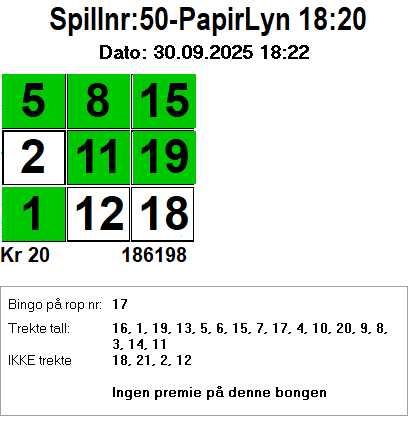 Spillnr:50-PapirLyn 18:20
Dato: 30.09.2025 18:22
5 8 15
2 11 19
1 12 18
Kr 20 186198
Bingo på rop nr: 17
Trekte tall: 16, 1, 19, 13, 5, 6, 15, 7, 17, 4, 10, 20, 9, 8,
3, 14, 11
IKKE trekte 18, 21, 2, 12
Ingen premie på denne bongen